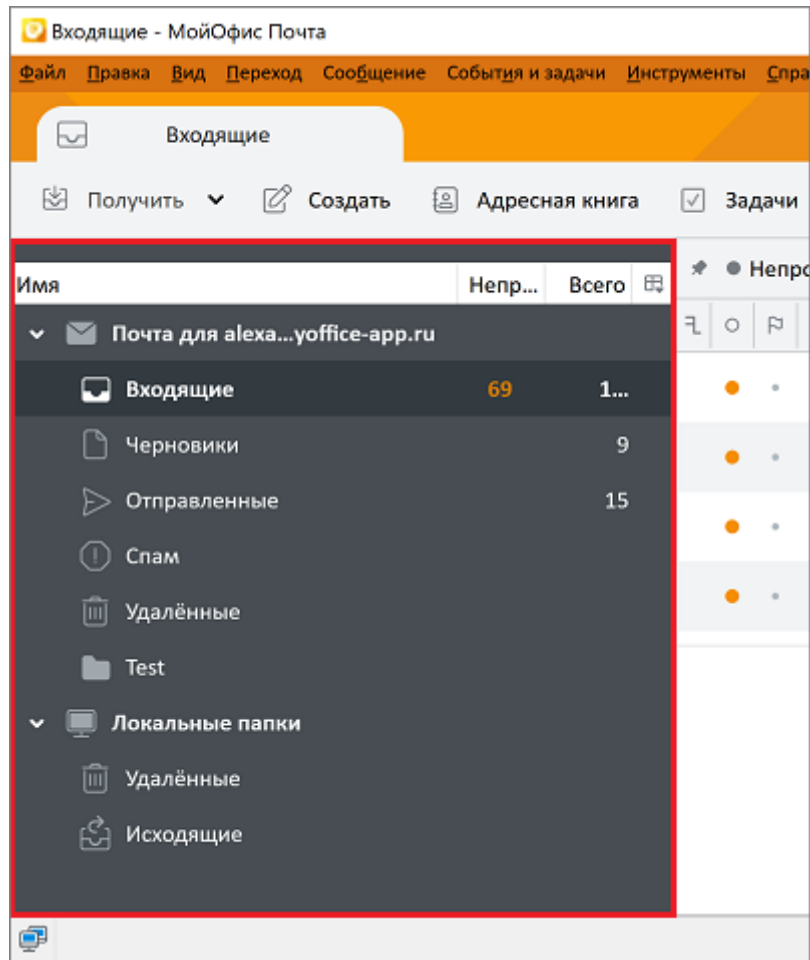 Входящие - МойОфис Почта
Файл Правка Вид Переход Сообщение События и задачи Инструменты Спра
Входящие
Получить Создать Адресная книга Задачи
Имя Непр... Всего Непро
Почта для alexa...yoffice-app.ru
Входящие 69 1...
Черновики 9
Отправленные 15
Спам
Удалённые
Test
Локальные папки
Удалённые
Исходящие